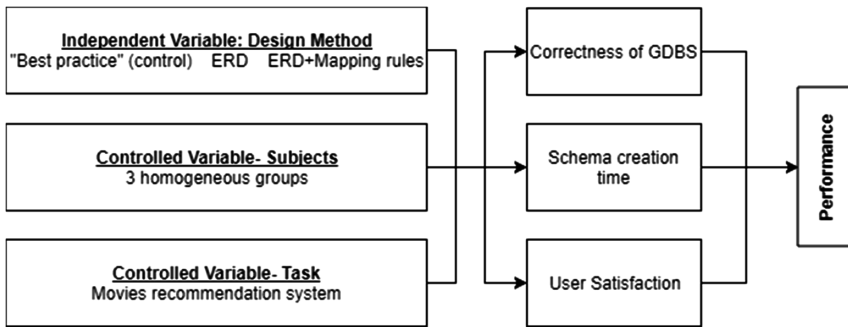 Independent Variable: Design Method
"Best practice" (control) ERD ERD+Mapping rules
Correctness of GDBS
Controlled Variable- Subjects
3 homogeneous groups
Schema creation
time
Performance
Controlled Variable- Task
Movies recommendation system
User Satisfaction